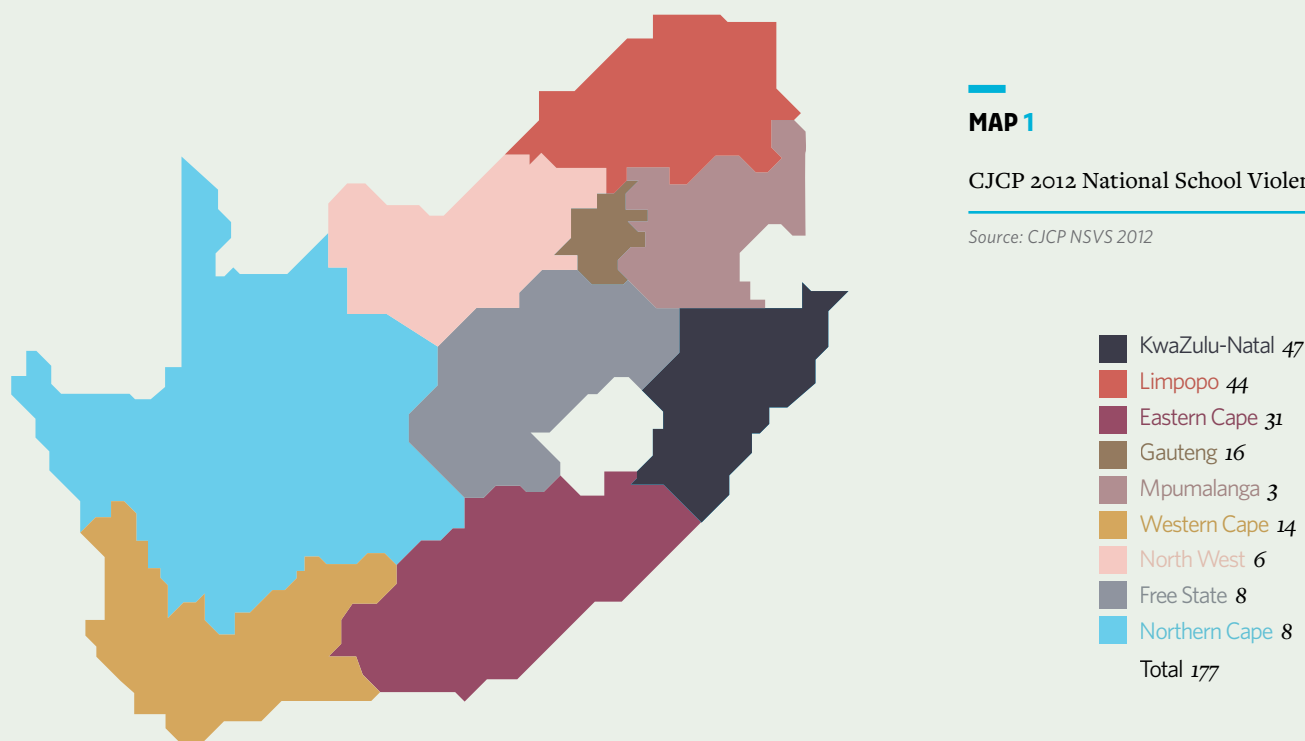 MAP 1
CJCP 2012 National School
Source: CJCP NSVS 2012
KwaZulu-Natal 47
Limpopo 44
Eastern Cape 31
Gauteng 16
Mpumalanga 3
Western Cape 14
North West 6
Free State 8
Northern Cape 8
Total 177